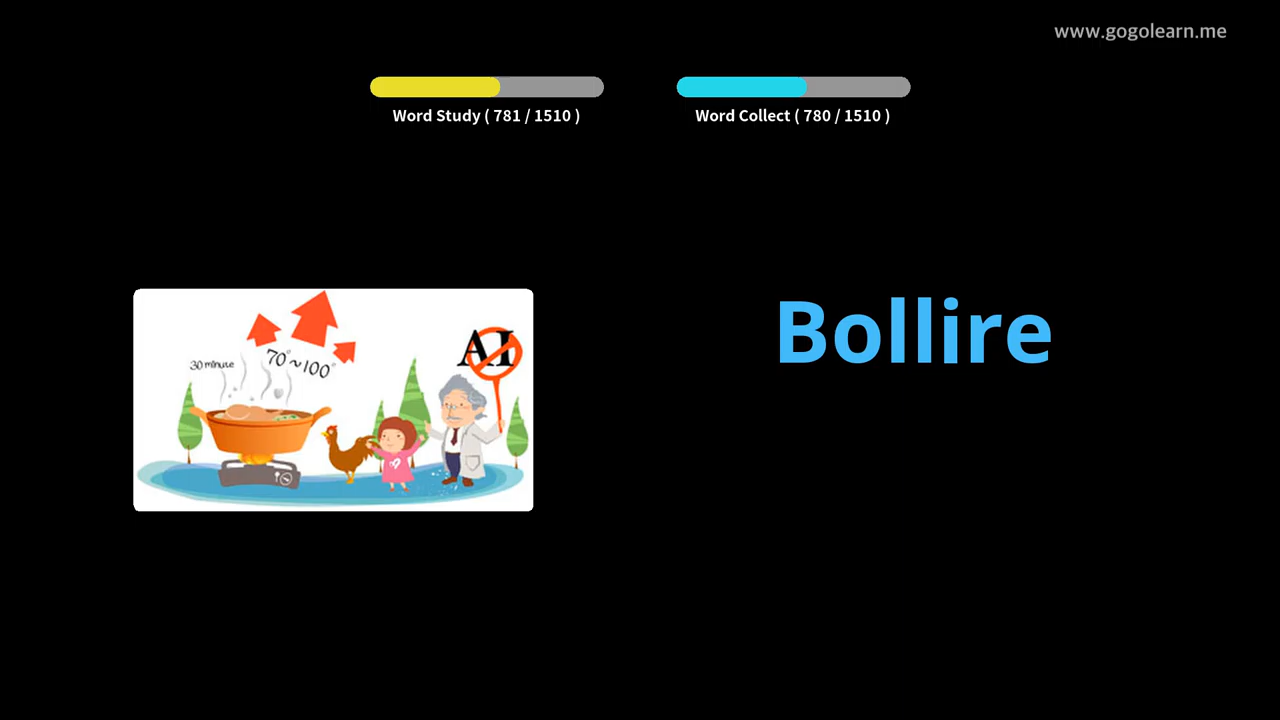 www.gogolearn.me
Word Study ( 781 / 1510 )
Word Collect ( 780 / 1510 )
Bollire
30 minute
70°~100°
AI